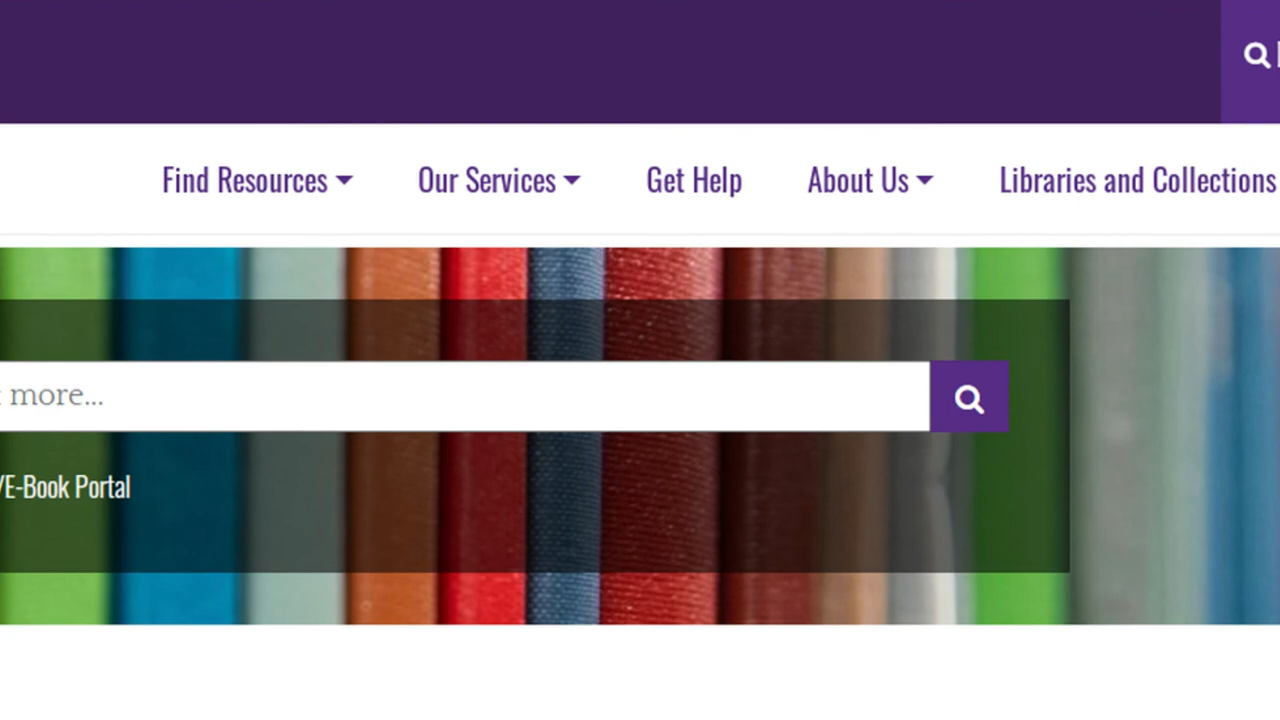 Find Resources
Our Services
Get Help
About Us
Libraries and Collections
more...
/E-Book Portal